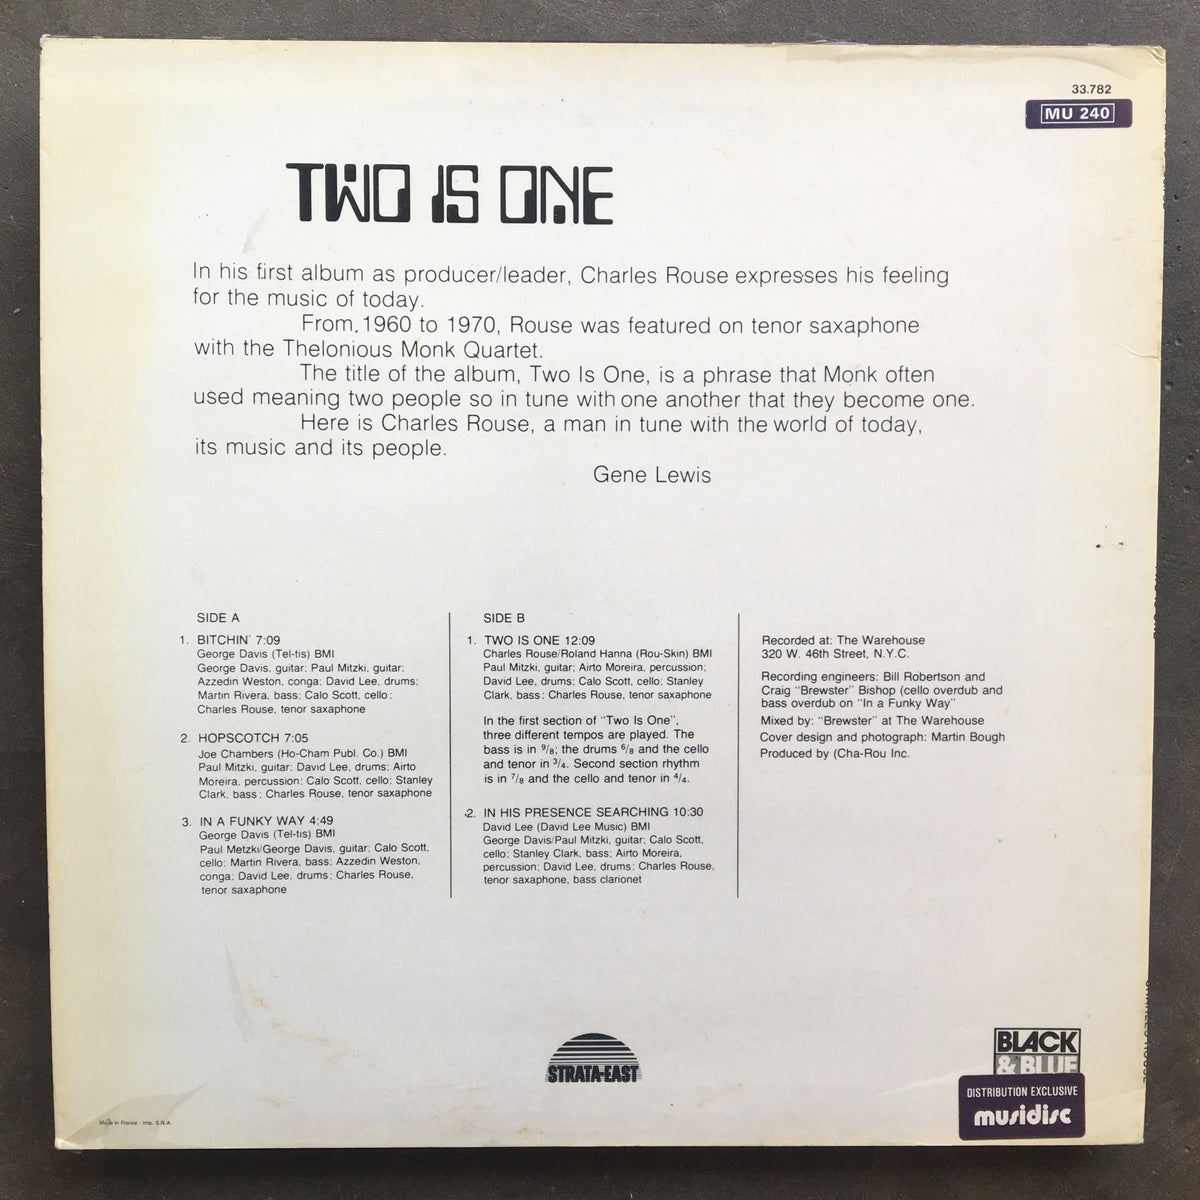 33.782
MU 240
TWO IS ONE
In his first album as producer/leader, Charles Rouse expresses his feeling
for the music of today.
From, 1960 to 1970, Rouse was featured on tenor saxaphone
with the Thelonious Monk Quartet.
The title of the album, Two Is One, is a phrase that Monk often
used meaning two people so in tune with one another that they become one.
Here is Charles Rouse, a man in tune with the world of today,
its music and its people.
Gene Lewis
SIDE A
1. BITCHIN' 7:09
George Davis (Tel-tis) BMI
George Davis, guitar; Paul Mitzki, guitar;
Azzedin Weston, conga; David Lee, drums;
Martin Rivera, bass; Calo Scott, cello;
Charles Rouse, tenor saxaphone
2. HOPSCOTCH 7:05
Joe Chambers (Ho-Cham Publ. Co.) BMI
Paul Mitzki, guitar; David Lee, drums; Airto
Moreira, percussion; Calo Scott, cello; Stanley
Clark, bass; Charles Rouse, tenor saxaphone
3. IN A FUNKY WAY 4:49
George Davis (Tel-tis) BMI
Paul Metzki/George Davis, guitar; Calo Scott,
cello; Martin Rivera, bass; Azzedin Weston,
conga; David Lee, drums; Charles Rouse,
tenor saxaphone
SIDE B
1. TWO IS ONE 12:09
Charles Rouse/Roland Hanna (Rou-Skin) BMI
Paul Mitzki, guitar; Airto Moreira, percussion;
David Lee, drums; Calo Scott, cello; Stanley
Clark, bass; Charles Rouse, tenor saxaphone
In the first section of "Two Is One",
three different tempos are played. The
bass is in 9/8; the drums 6/8 and the cello
and tenor in 3/4. Second section rhythm
is in 7/8 and the cello and tenor in 4/4.
2. IN HIS PRESENCE SEARCHING 10:30
David Lee (David Lee Music) BMI
George Davis/Paul Mitzki, guitar; Calo Scott,
cello; Stanley Clark, bass; Airto Moreira,
percussion; David Lee, drums; Charles Rouse,
tenor saxaphone, bass clarionet
Recorded at: The Warehouse
320 W. 46th Street, N.Y.C.
Recording engineers: Bill Robertson and
Craig "Brewster" Bishop (cello overdub and
bass overdub on "In a Funky Way"
Mixed by: "Brewster" at The Warehouse
Cover design and photograph: Martin Bough
Produced by (Cha-Rou Inc.
STRATA-EAST
BLACK
& BLUE
DISTRIBUTION EXCLUSIVE
musidisc
Made in France - Imp. S.N.A.